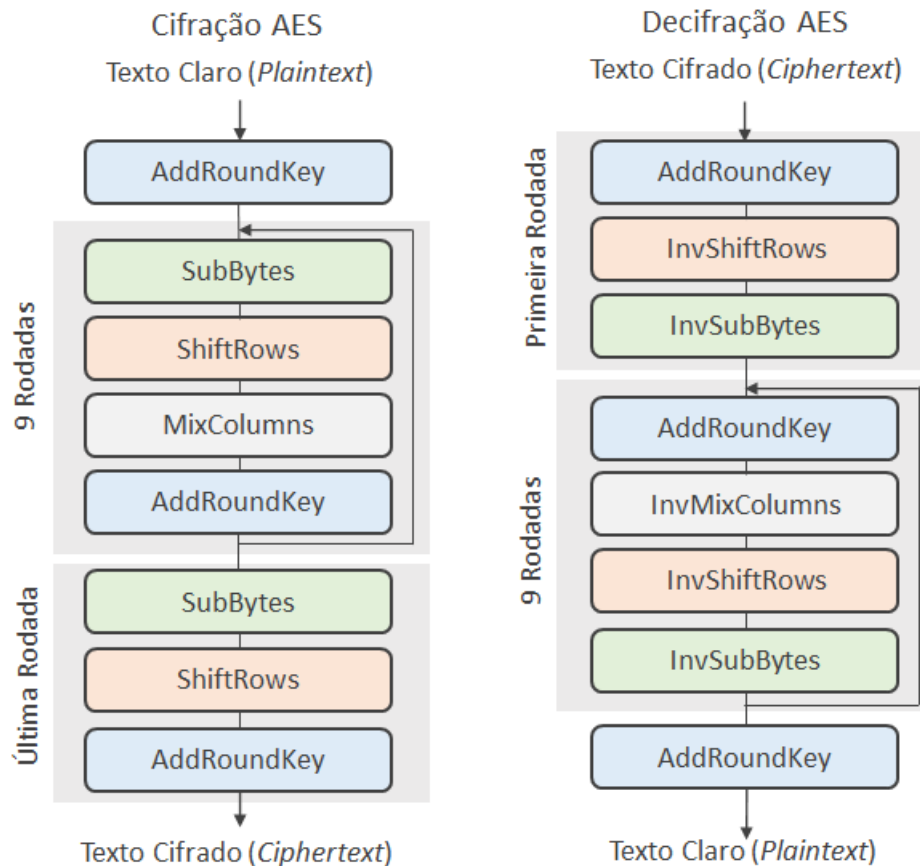 Cifração AES
Texto Claro (Plaintext)
AddRoundKey
9 Rodadas
SubBytes
ShiftRows
MixColumns
AddRoundKey
Última Rodada
SubBytes
ShiftRows
AddRoundKey
Texto Cifrado (Ciphertext)
Decifração AES
Texto Cifrado (Ciphertext)
Primeira Rodada
AddRoundKey
InvShiftRows
InvSubBytes
9 Rodadas
AddRoundKey
InvMixColumns
InvShiftRows
InvSubBytes
AddRoundKey
Texto Claro (Plaintext)